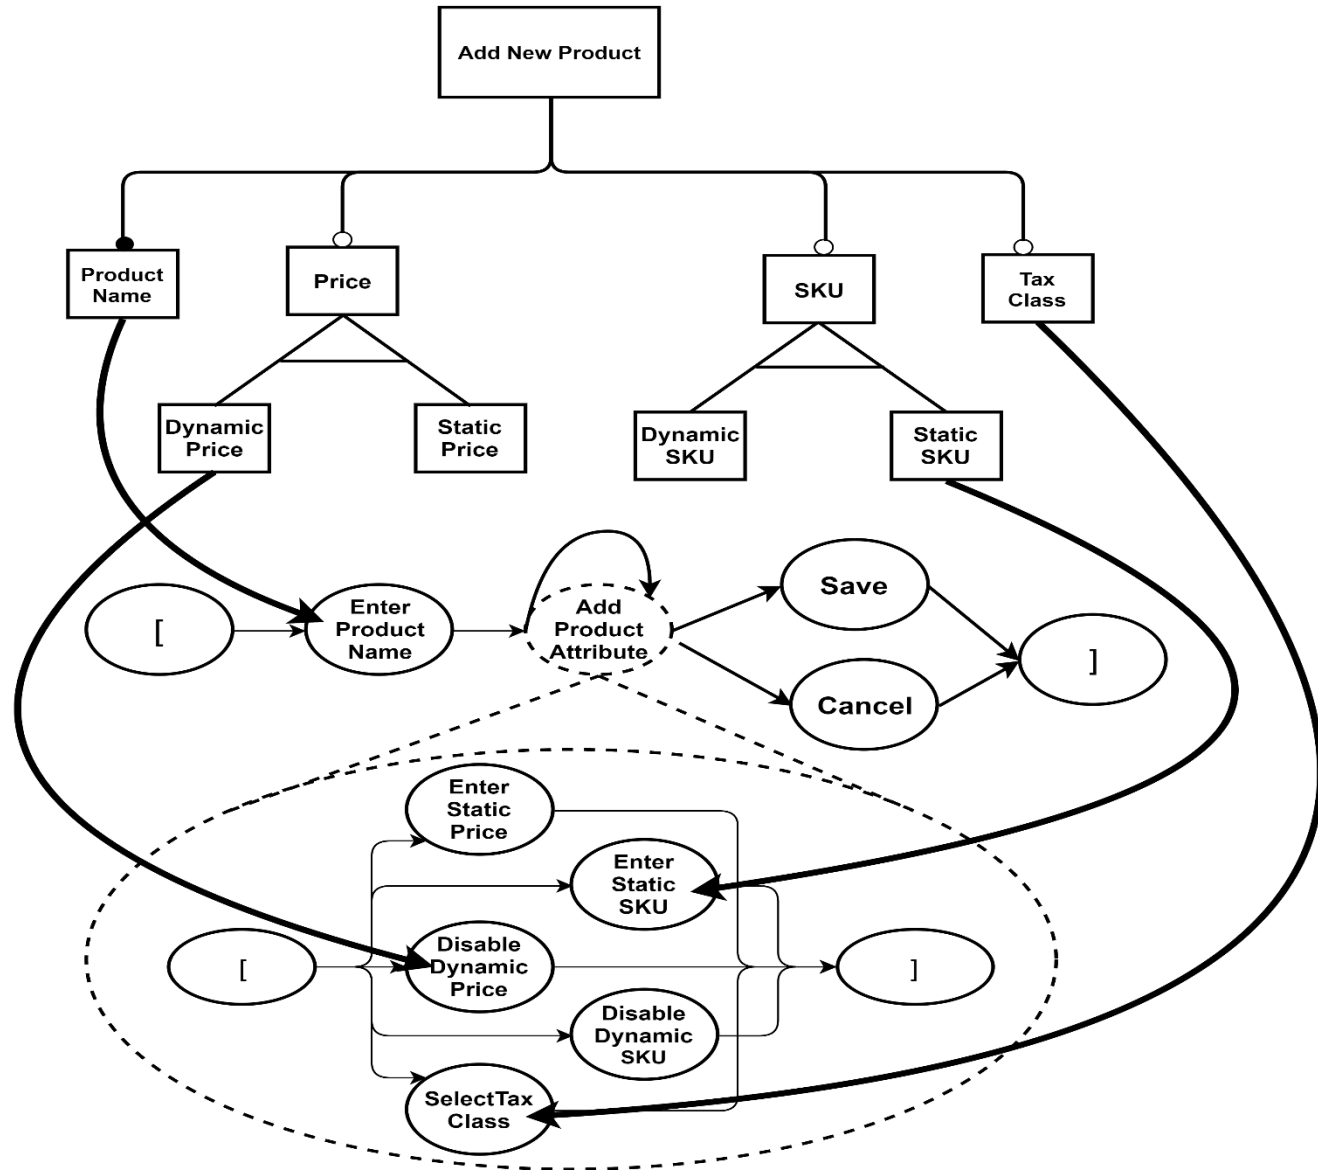 Add New Product
Product
Name
Price
SKU
Tax
Class
Dynamic
Price
Static
Price
Dynamic
SKU
Static
SKU
[
Enter
Product
Name
Add
Product
Attribute
Save
Cancel
]
Enter
Static
Price
Enter
Static
SKU
[
Disable
Dynamic
Price
]
Disable
Dynamic
SKU
SelectTax
Class